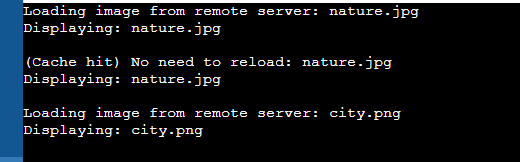 Loading image from remote server: nature.jpg
Displaying: nature.jpg
(Cache hit) No need to reload: nature.jpg
Displaying: nature.jpg
Loading image from remote server: city.png
Displaying: city.png